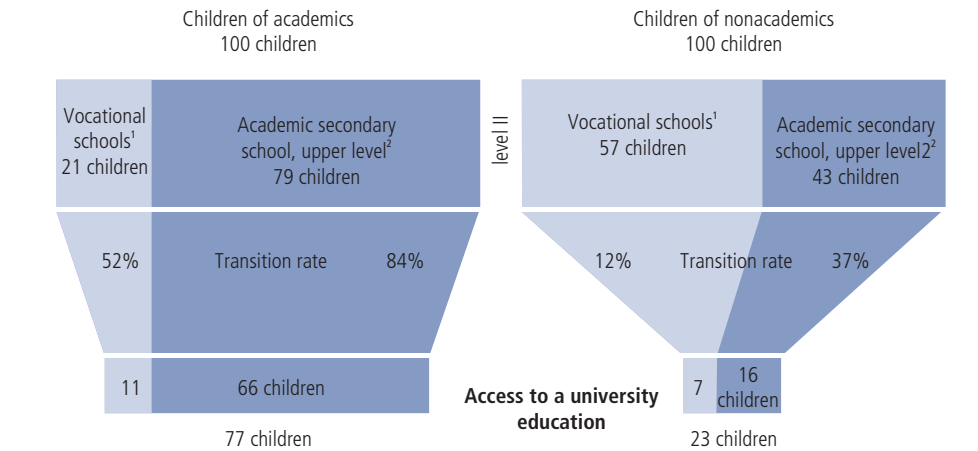 Children of academics
100 children
Children of nonacademics
100 children
Vocational
schools¹
21 children
Academic secondary
school, upper level²
79 children
level II
Vocational schools¹
57 children
Academic secondary
school, upper level2²
43 children
52%
Transition rate
84%
12%
Transition rate
37%
11
66 children
Access to a university
education
7
16
children
77 children
23 children